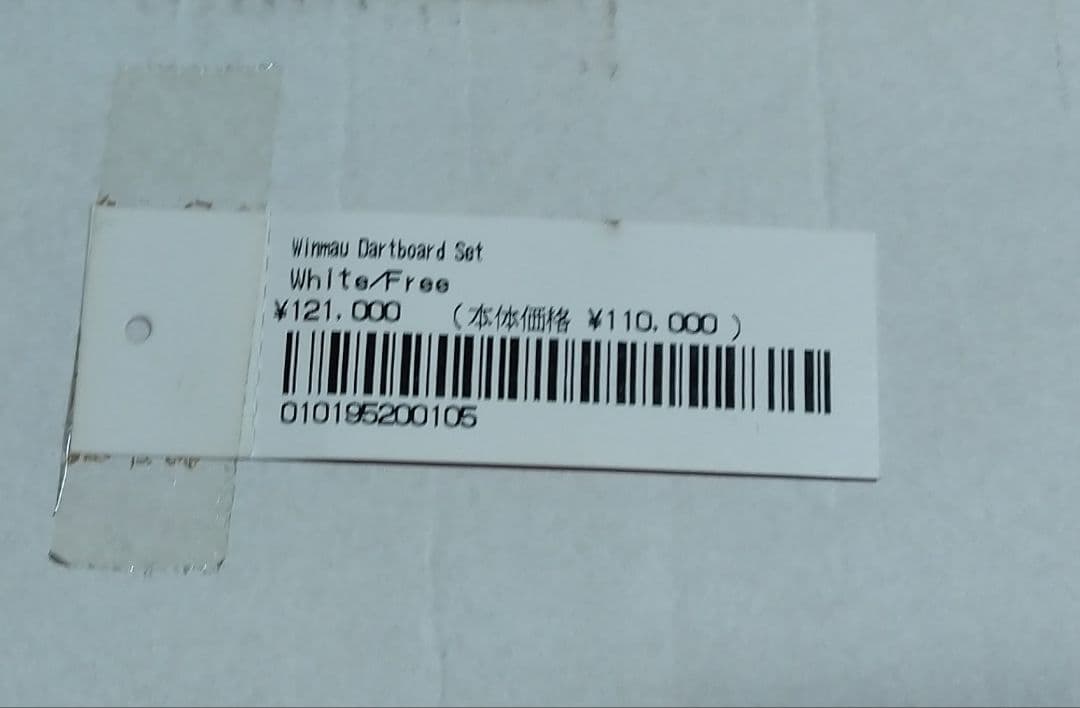 Winmau Dartboard Set
White/Free
¥121,000 (本体価格 ¥110,000 )
010195200105